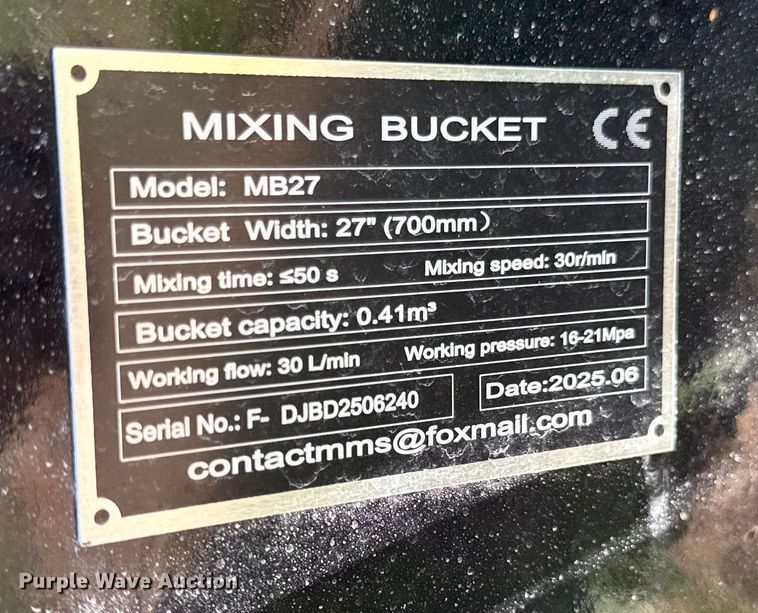 MIXING BUCKET CE
Model: MB27
Bucket Width: 27" (700mm)
Mixing time: ≤50 s Mixing speed: 30r/min
Bucket capacity: 0.41m³
Working flow: 30 L/min Working pressure: 16-21Mpa
Serial No.: F- DJBD2506240 Date:2025.06
contactmms@foxmail.com
Purple Wave Auction